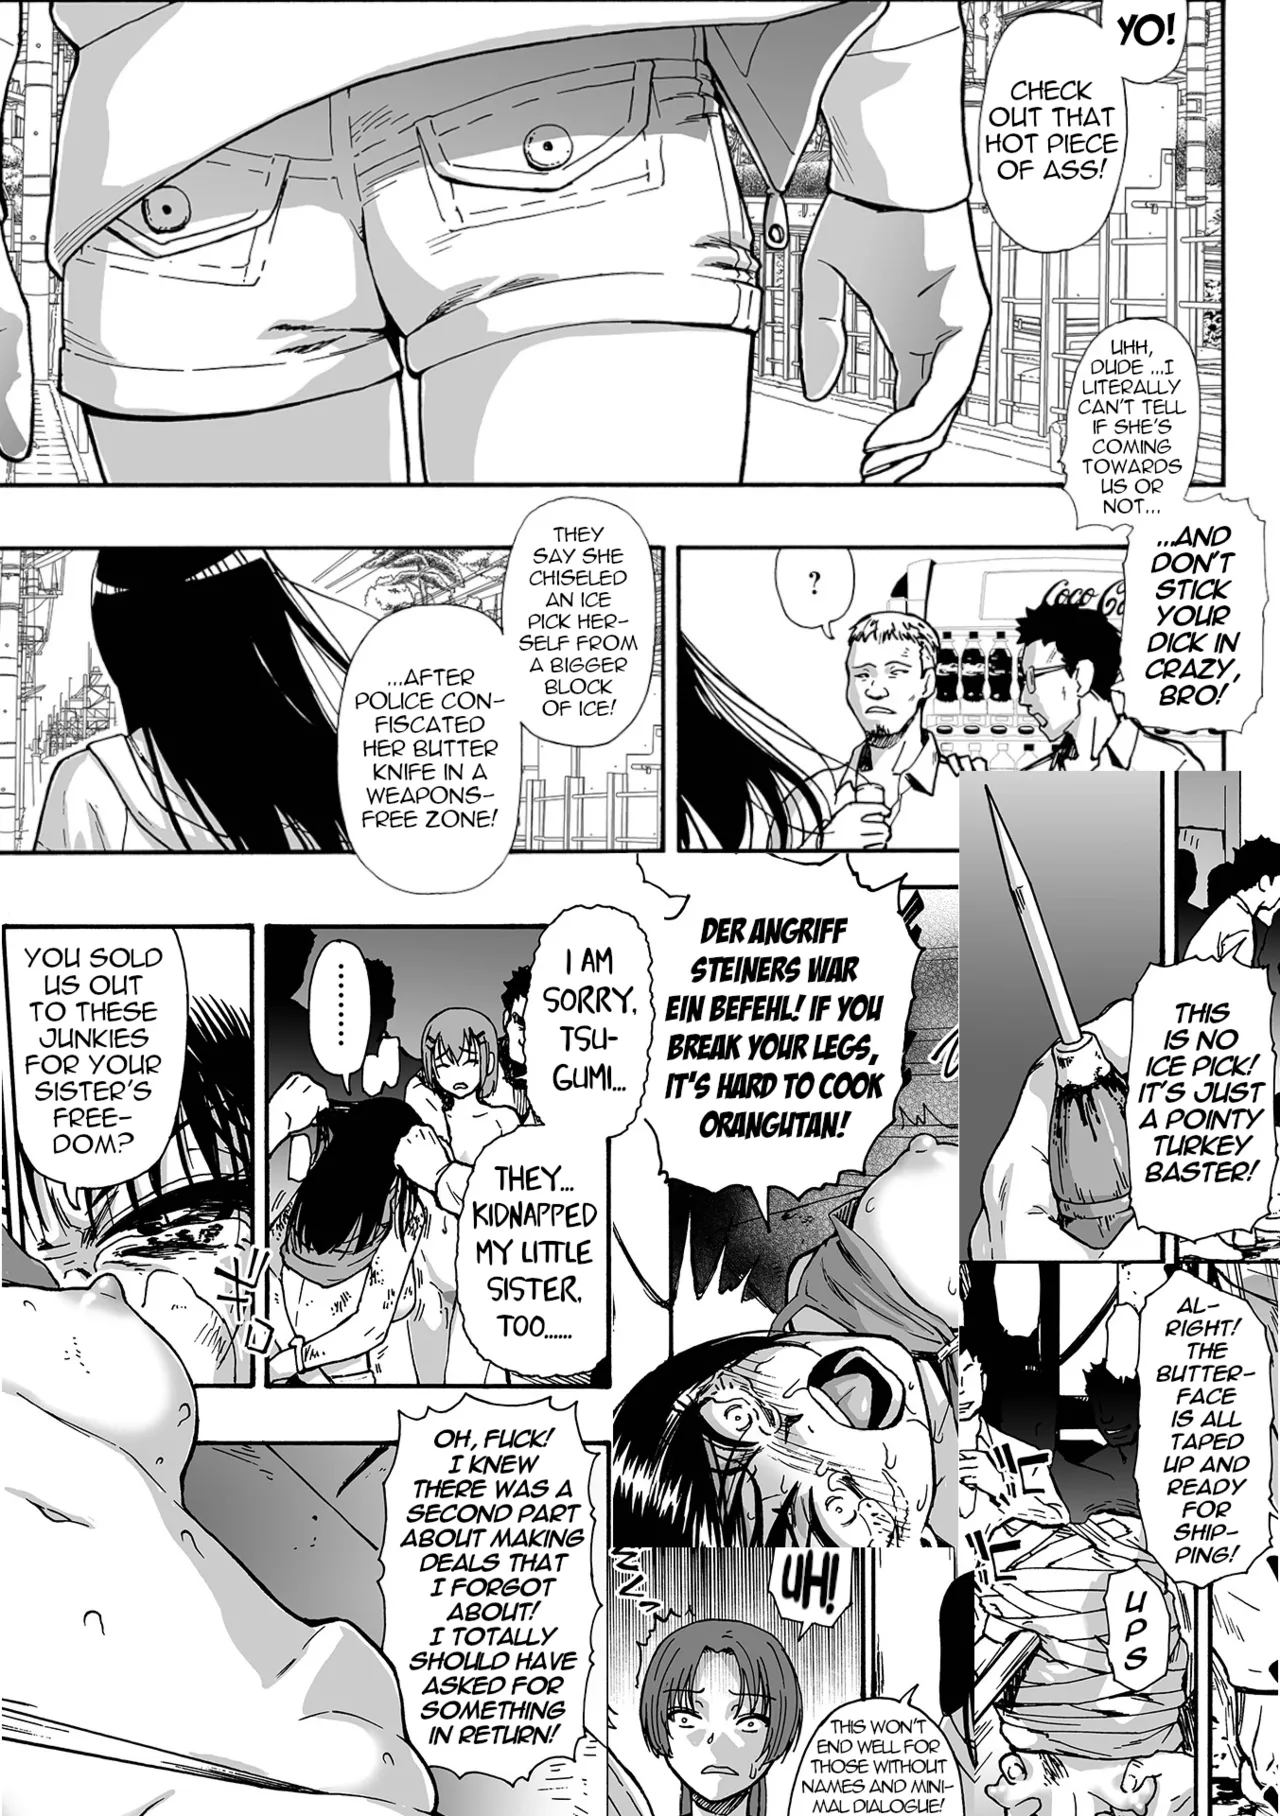 YO!
CHECK
OUT THAT
HOT PIECE
OF ASS!
UHH,
DUDE ...I
LITERALLY
CAN'T TELL
IF SHE'S
COMING
TOWARDS
US OR
NOT...
...AND
DON'T
STICK
YOUR
DICK IN
CRAZY,
BRO!
?
Coca Co
THEY
SAY SHE
CHISELED
AN ICE
PICK HER-
SELF FROM
A BIGGER
BLOCK
OF ICE!
...AFTER
POLICE CON-
FISCATED
HER BUTTER
KNIFE IN A
WEAPONS-
FREE ZONE!
THIS
IS NO
ICE PICK!
IT'S JUST
A POINTY
TURKEY
BASTER!
DER ANGRIFF
STEINERS WAR
EIN BEFEHL! IF YOU
BREAK YOUR LEGS,
IT'S HARD TO COOK
ORANGUTAN!
I AM
SORRY,
TSU-
GUMI...
THEY...
KIDNAPPED
MY LITTLE
SISTER,
TOO......
YOU SOLD
US OUT
TO THESE
JUNKIES
FOR YOUR
SISTER'S
FREE-
DOM?
AL-
RIGHT!
THE
BUTTER-
FACE
IS ALL
TAPED
UP AND
READY
FOR
SHIP-
PING!
UPS
OH, FUCK!
I KNEW
THERE WAS A
SECOND PART
ABOUT MAKING
DEALS THAT
I FORGOT
ABOUT!
I TOTALLY
SHOULD HAVE
ASKED FOR
SOMETHING
IN RETURN!
UH!
THIS WON'T
END WELL FOR
THOSE WITHOUT
NAMES AND MINI-
MAL DIALOGUE!